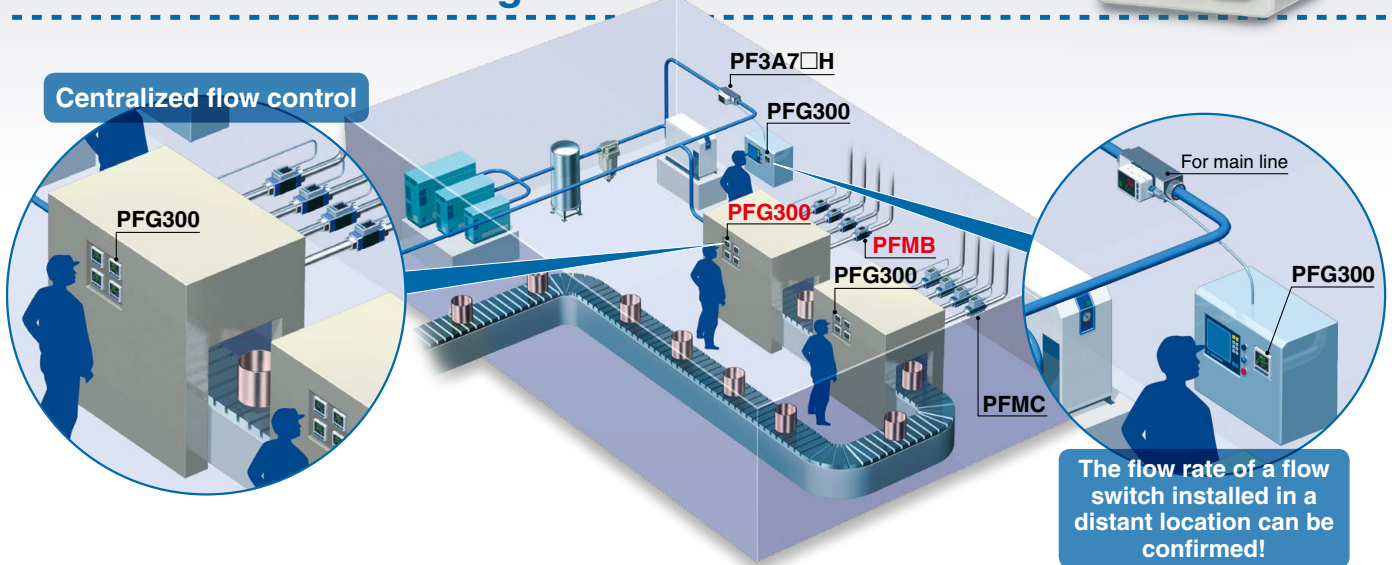 PF3A7□H
Centralized flow control
PFG300
For main line
PFG300
PFG300
PFMB
PFG300
PFG300
PFMC
The flow rate of a flow
switch installed in a
distant location can be
confirmed!